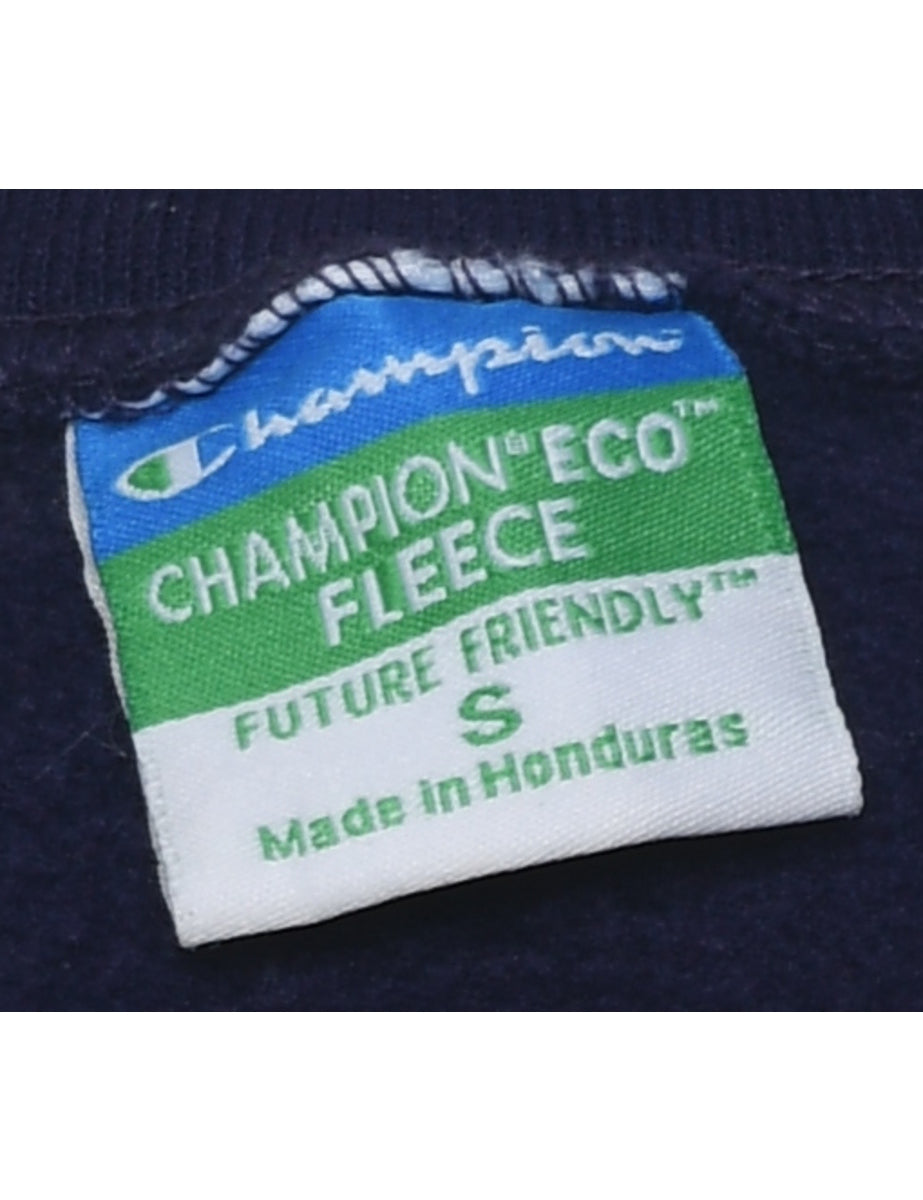 Champion
CHAMPION® ECO™
FLEECE
FUTURE FRIENDLY™
S
Made in Honduras